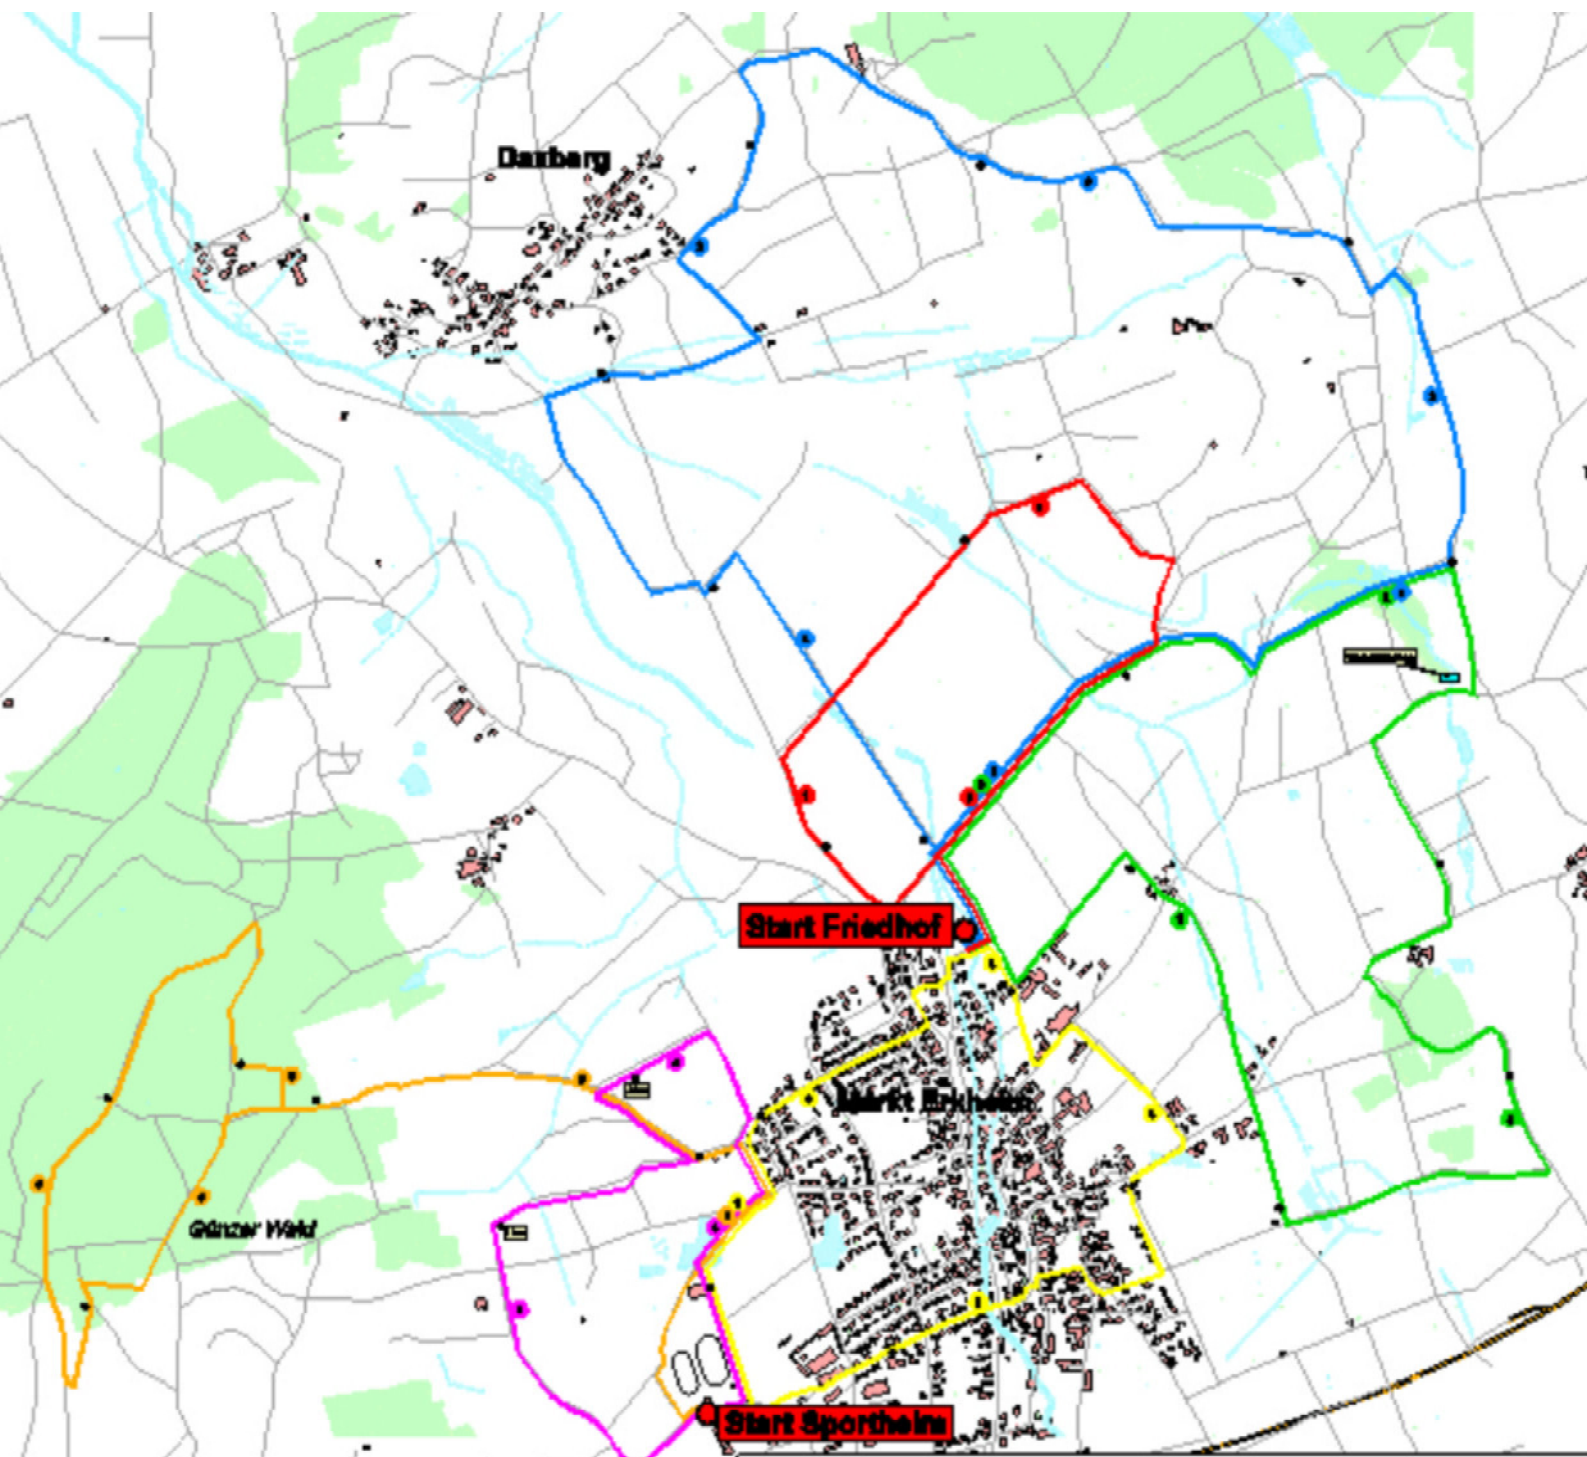 Daxberg
Start Friedhof
Markt Erkheim
Günzer Wald
Start Sportheim